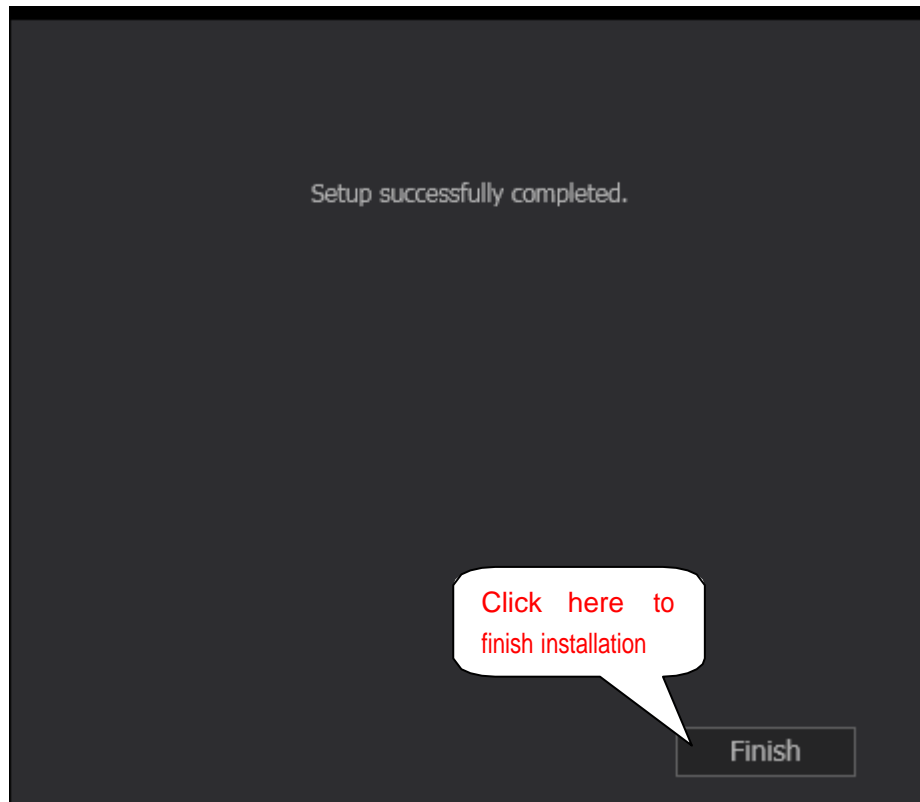 Setup successfully completed.
Click here to
finish installation
Finish